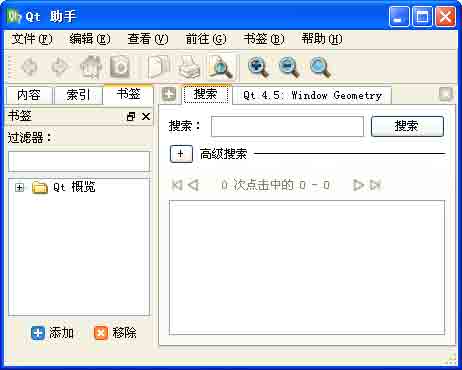 Qt 助手
文件(F) 编辑(E) 查看(V) 前往(G) 书签(B) 帮助(H)
内容 索引 书签
搜索 Qt 4.5: Window Geometry
书签
过滤器：
Qt 概览
添加 移除
搜索： 搜索
+ 高级搜索
0 次点击中的 0 - 0